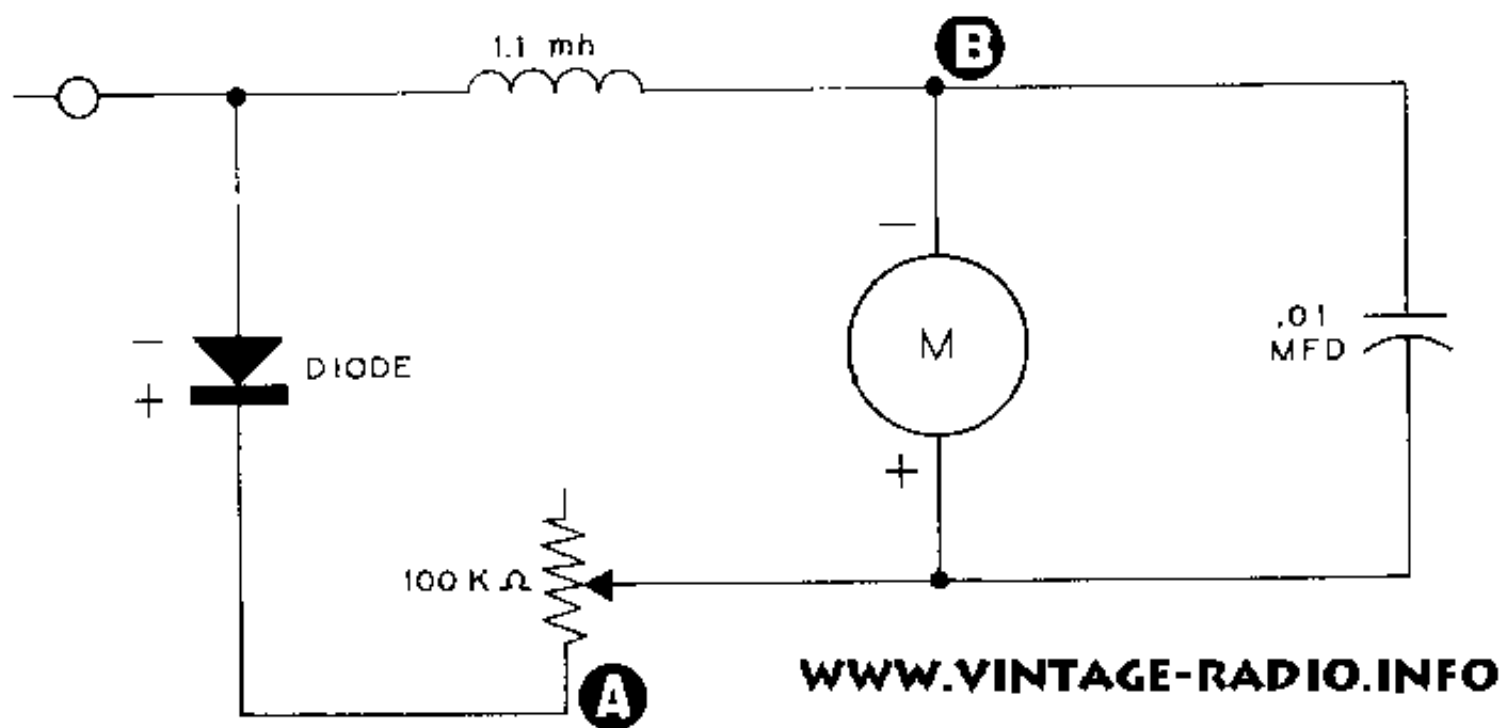 1.1 mh
B
−
−
DIODE
+
M
.01
MFD
+
100 K Ω
A
WWW.VINTAGE-RADIO.INFO